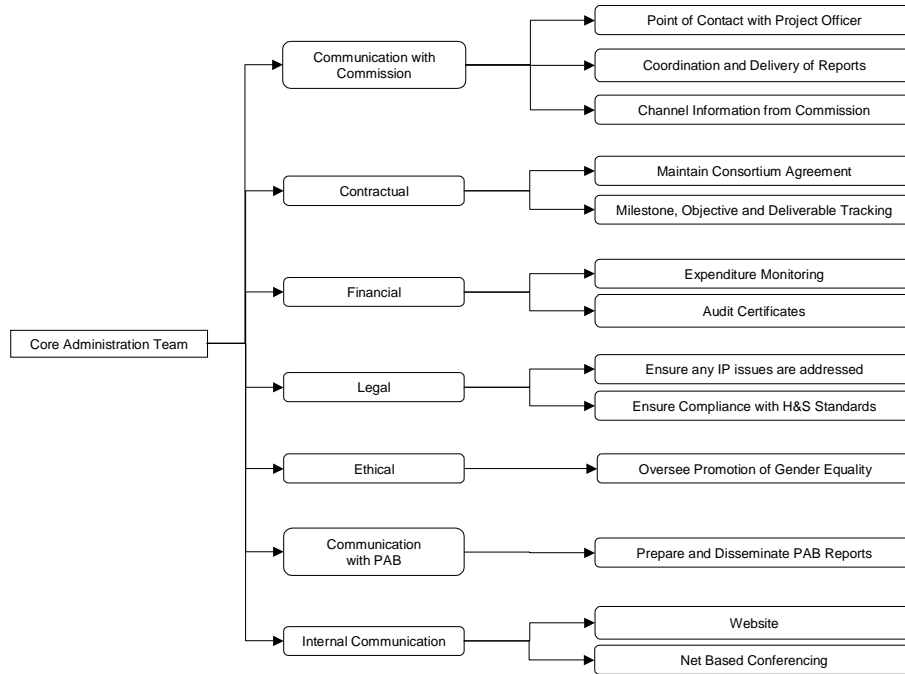 Point of Contact with Project Officer
Communication with
Commission
Coordination and Delivery of Reports
Channel Information from Commission
Maintain Consortium Agreement
Contractual
Milestone, Objective and Deliverable Tracking
Expenditure Monitoring
Financial
Audit Certificates
Core Administration Team
Ensure any IP issues are addressed
Legal
Ensure Compliance with H&S Standards
Ethical
Oversee Promotion of Gender Equality
Communication
with PAB
Prepare and Disseminate PAB Reports
Website
Internal Communication
Net Based Conferencing